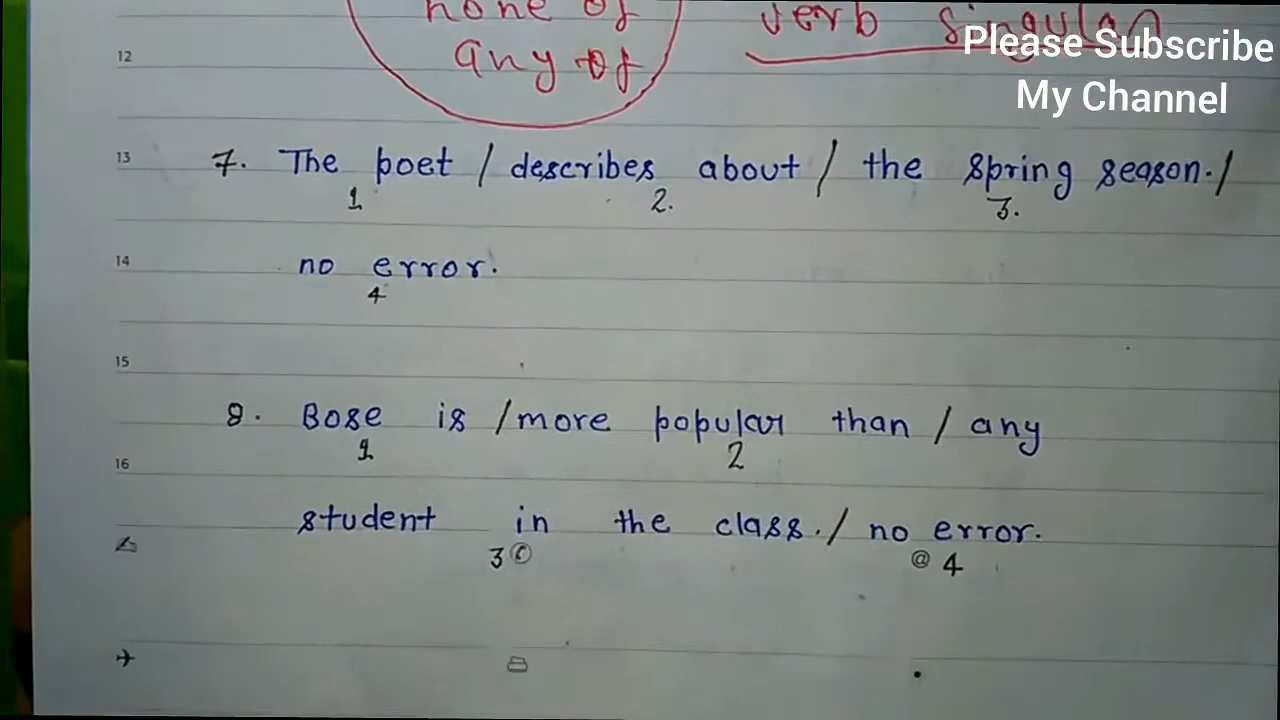 none of
any of
verb singular
Please Subscribe
My Channel
12
13
7. The poet / describes about / the spring season. /
1 2. 3.
14
no error.
4
15
8. Bose is / more popular than / any
1 2
16
student in the class. / no error.
3 © @ 4